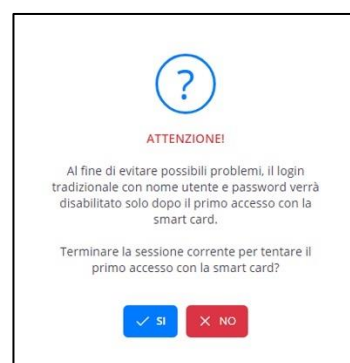 ?
ATTENZIONE!
Al fine di evitare possibili problemi, il login
tradizionale con nome utente e password verrà
disabilitato solo dopo il primo accesso con la
smart card.
Terminare la sessione corrente per tentare il
primo accesso con la smart card?
SI
NO